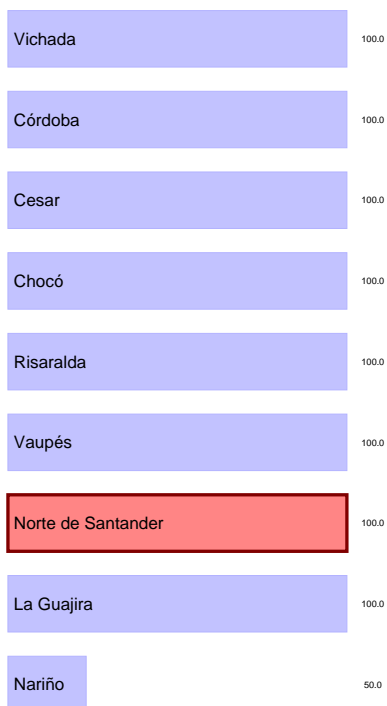 Vichada 100.0
Córdoba 100.0
Cesar 100.0
Chocó 100.0
Risaralda 100.0
Vaupés 100.0
Norte de Santander 100.0
La Guajira 100.0
Nariño 50.0